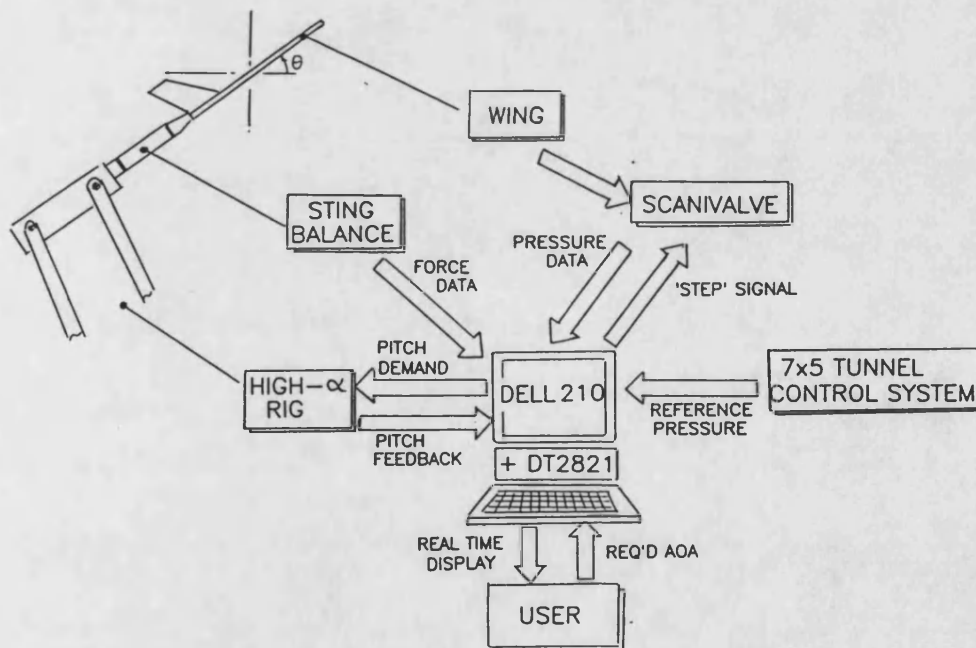 θ
WING
SCANIVALVE
STING
BALANCE
FORCE
DATA
PRESSURE
DATA
'STEP' SIGNAL
PITCH
DEMAND
HIGH-α
RIG
PITCH
FEEDBACK
DELL 210
+ DT2821
REFERENCE
PRESSURE
7x5 TUNNEL
CONTROL SYSTEM
REAL TIME
DISPLAY
REQ'D AOA
USER